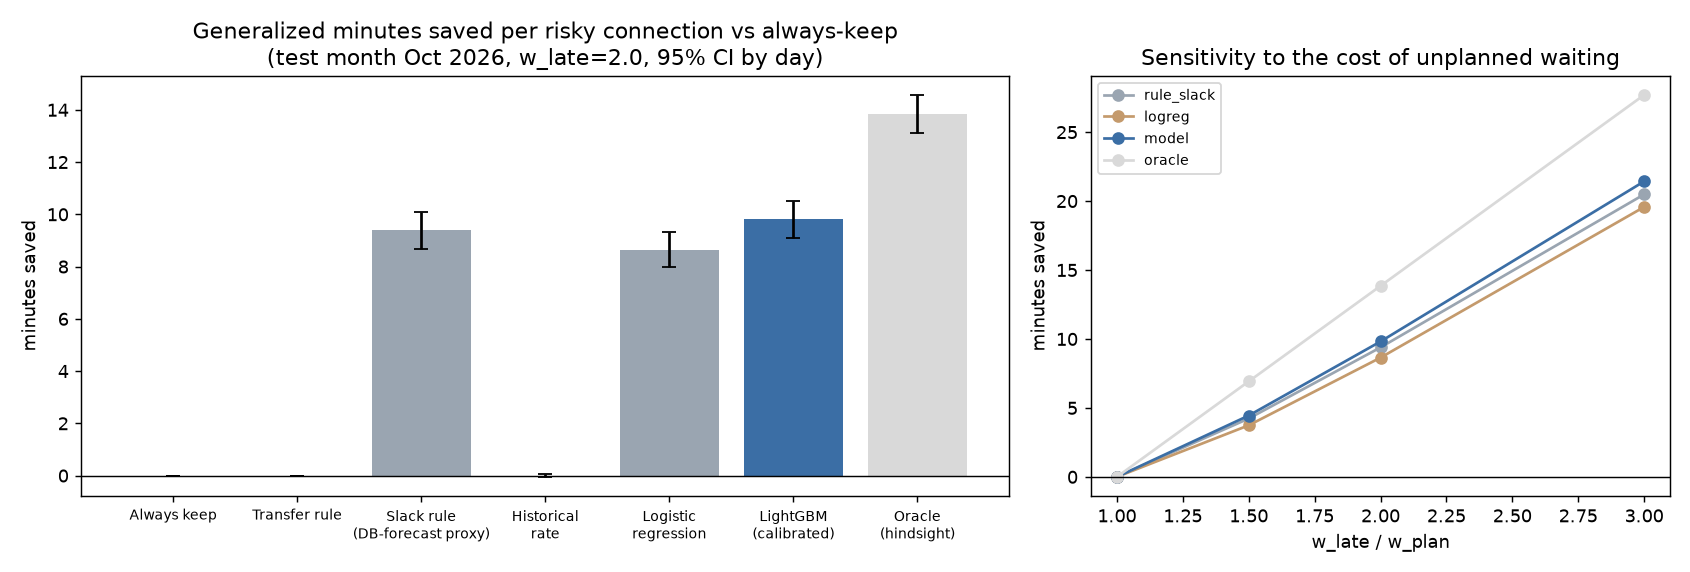 Generalized minutes saved per risky connection vs always-keep
(test month Oct 2026, w_late=2.0, 95% CI by day)
minutes saved
14
12
10
8
6
4
2
0
Always keep
Transfer rule
Slack rule
(DB-forecast proxy)
Historical
rate
Logistic
regression
LightGBM
(calibrated)
Oracle
(hindsight)
Sensitivity to the cost of unplanned waiting
rule_slack
logreg
model
oracle
minutes saved
25
20
15
10
5
0
1.00 1.25 1.50 1.75 2.00 2.25 2.50 2.75 3.00
w_late / w_plan